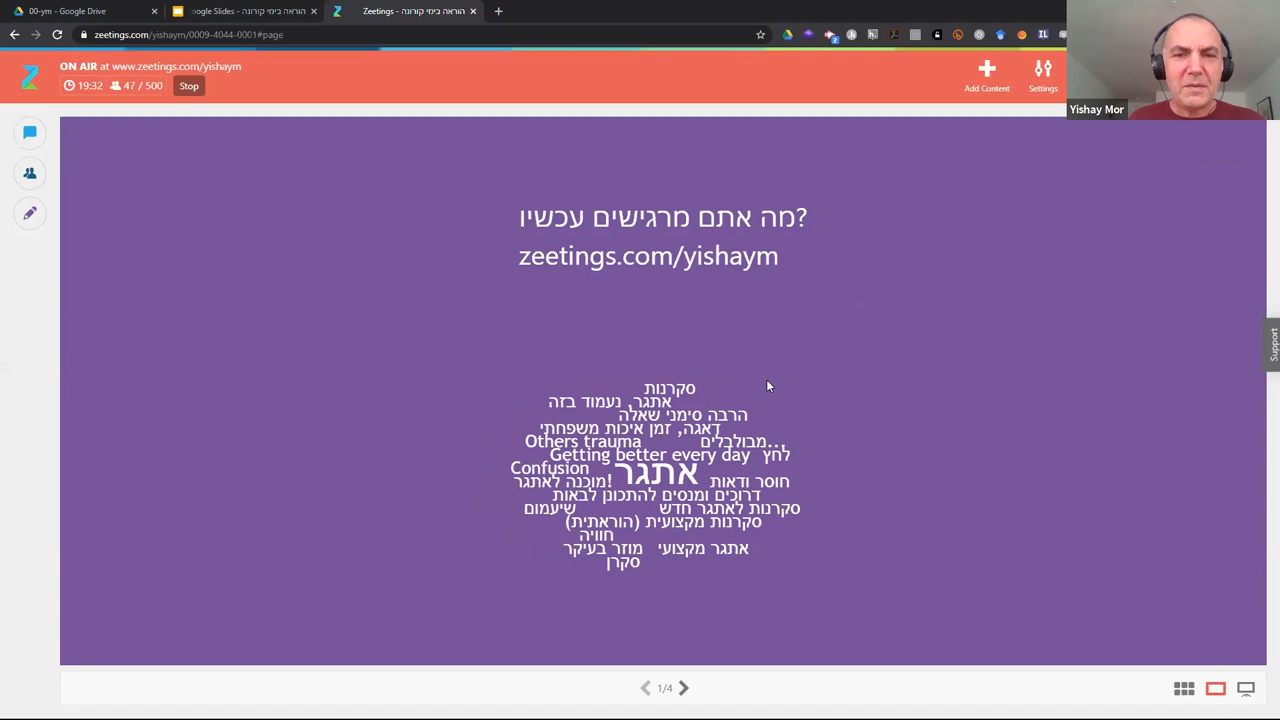 00-ym - Google Drive
oogle Slides - הוראה בימי קורונה
Zeetings - הוראה בימי קורונה
zeetings.com/yishaym/0009-4044-0001#page
ON AIR at www.zeetings.com/yishaym
19:32 47 / 500 Stop
Add Content
Settings
Yishay Mor
מה אתם מרגישים עכשיו?
zeetings.com/yishaym
סקרנות
אתגר, נעמוד בזה
הרבה סימני שאלה
דאגה, זמן איכות משפחתי
Others trauma
מבולבלים...
Getting better every day
לחץ
Confusion
אתגר
מוכנה לאתגר!
חוסר ודאות
דרוכים ומנסים להתכונן לבאות
שיעמום
סקרנות לאתגר חדש
סקרנות מקצועית (הוראתית)
חוויה
מוזר בעיקר
אתגר מקצועי
סקרן
Support
1/4